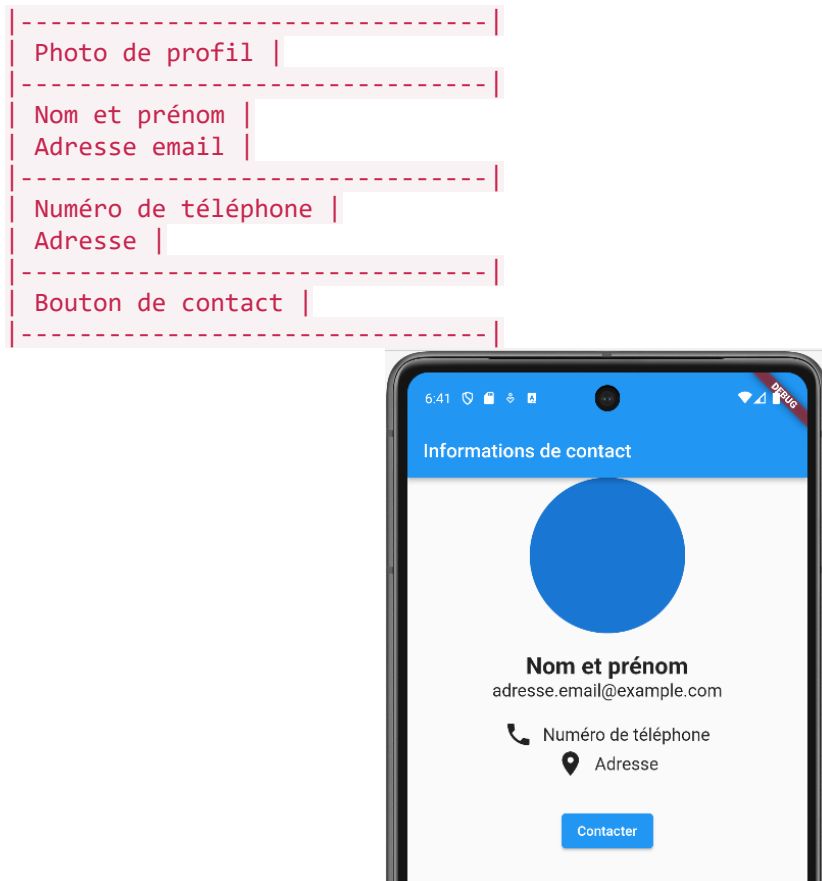 |--------------------------------|
| Photo de profil |
|--------------------------------|
| Nom et prénom |
| Adresse email |
|--------------------------------|
| Numéro de téléphone |
| Adresse |
|--------------------------------|
| Bouton de contact |
|--------------------------------|
6:41
DEBUG
Informations de contact
Nom et prénom
adresse.email@example.com
Numéro de téléphone
Adresse
Contacter